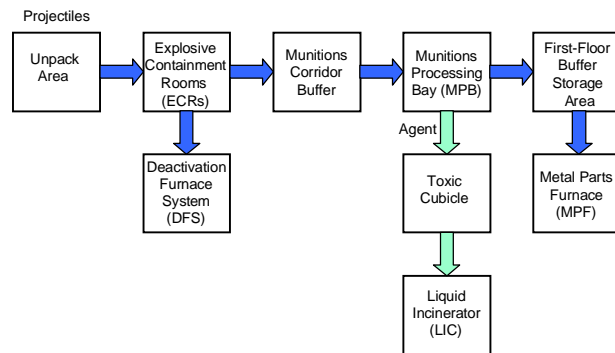 Projectiles
Unpack
Area
Explosive
Containment
Rooms
(ECRs)
Munitions
Corridor
Buffer
Munitions
Processing
Bay (MPB)
First-Floor
Buffer
Storage
Area
Agent
Deactivation
Furnace
System
(DFS)
Toxic
Cubicle
Metal Parts
Furnace
(MPF)
Liquid
Incinerator
(LIC)